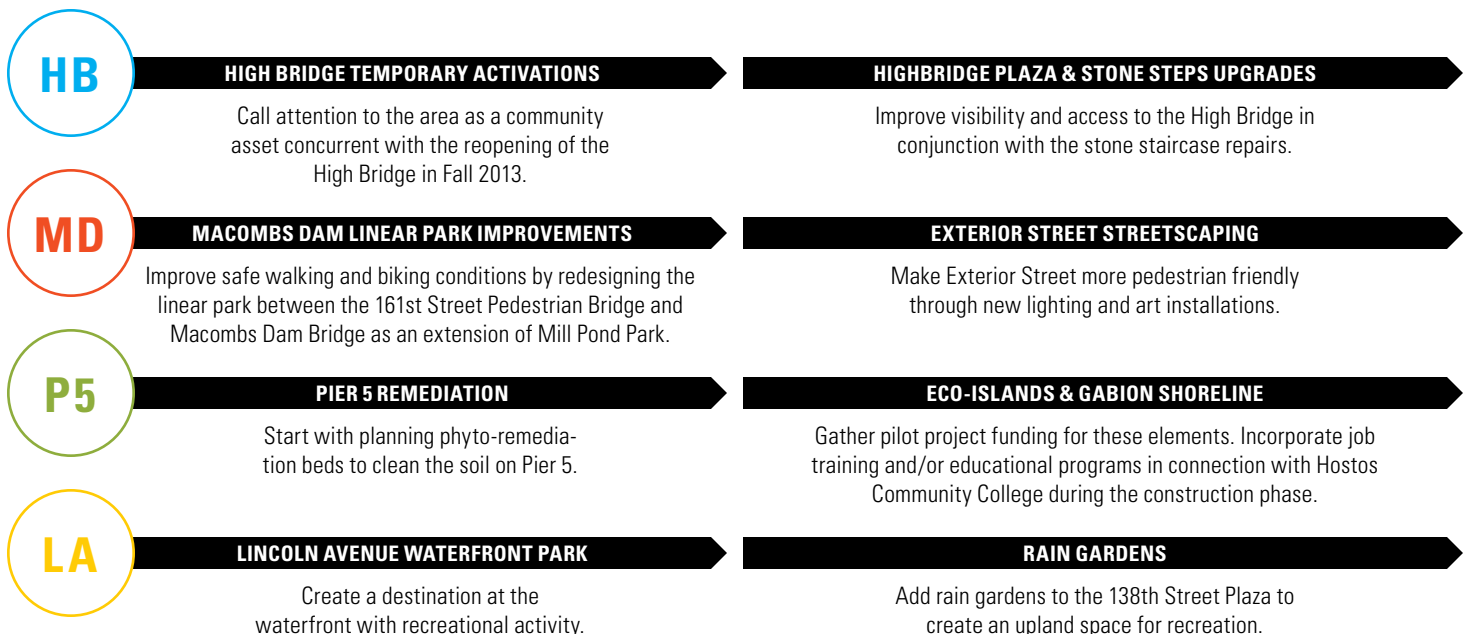 HB
HIGH BRIDGE TEMPORARY ACTIVATIONS
Call attention to the area as a community
asset concurrent with the reopening of the
High Bridge in Fall 2013.
HIGHBRIDGE PLAZA & STONE STEPS UPGRADES
Improve visibility and access to the High Bridge in
conjunction with the stone staircase repairs.
MD
MACOMBS DAM LINEAR PARK IMPROVEMENTS
Improve safe walking and biking conditions by redesigning the
linear park between the 161st Street Pedestrian Bridge and
Macombs Dam Bridge as an extension of Mill Pond Park.
EXTERIOR STREET STREETSCAPING
Make Exterior Street more pedestrian friendly
through new lighting and art installations.
P5
PIER 5 REMEDIATION
Start with planning phyto-remedia-
tion beds to clean the soil on Pier 5.
ECO-ISLANDS & GABION SHORELINE
Gather pilot project funding for these elements. Incorporate job
training and/or educational programs in connection with Hostos
Community College during the construction phase.
LA
LINCOLN AVENUE WATERFRONT PARK
Create a destination at the
waterfront with recreational activity.
RAIN GARDENS
Add rain gardens to the 138th Street Plaza to
create an upland space for recreation.